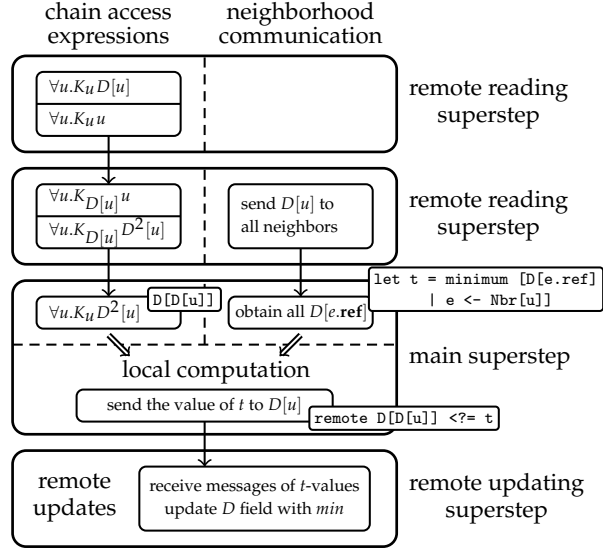 chain access
expressions
neighborhood
communication
∀u.K_u D[u]
∀u.K_u u
remote reading
superstep
∀u.K_{D[u]} u
∀u.K_{D[u]} D²[u]
send D[u] to
all neighbors
remote reading
superstep
∀u.K_u D²[u]
D[D[u]]
obtain all D[e.ref]
let t = minimum [D[e.ref]
| e <- Nbr[u]]
local computation
main superstep
send the value of t to D[u]
remote D[D[u]] <?= t
remote
updates
receive messages of t-values
update D field with min
remote updating
superstep